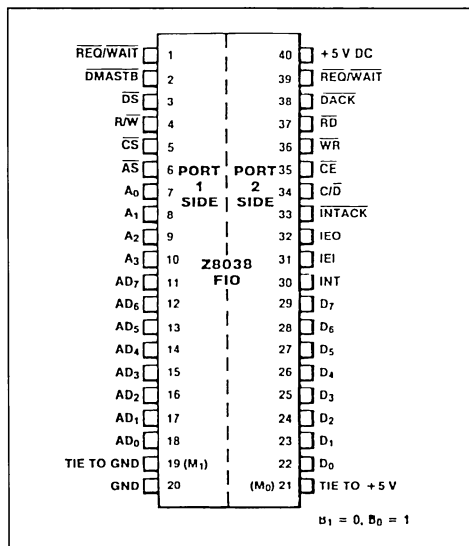 REQ/WAIT 1
DMASTB 2
DS 3
R/W 4
CS 5
AS 6
A0 7
A1 8
A2 9
A3 10
AD7 11
AD6 12
AD5 13
AD4 14
AD3 15
AD2 16
AD1 17
AD0 18
TIE TO GND 19 (M1)
GND 20
PORT
1
SIDE
PORT
2
SIDE
Z8038
FIO
40 +5 V DC
39 REQ/WAIT
38 DACK
37 RD
36 WR
35 CE
34 C/D
33 INTACK
32 IEO
31 IEI
30 INT
29 D7
28 D6
27 D5
26 D4
25 D3
24 D2
23 D1
22 D0
(M0) 21 TIE TO +5 V
B1 = 0, B0 = 1